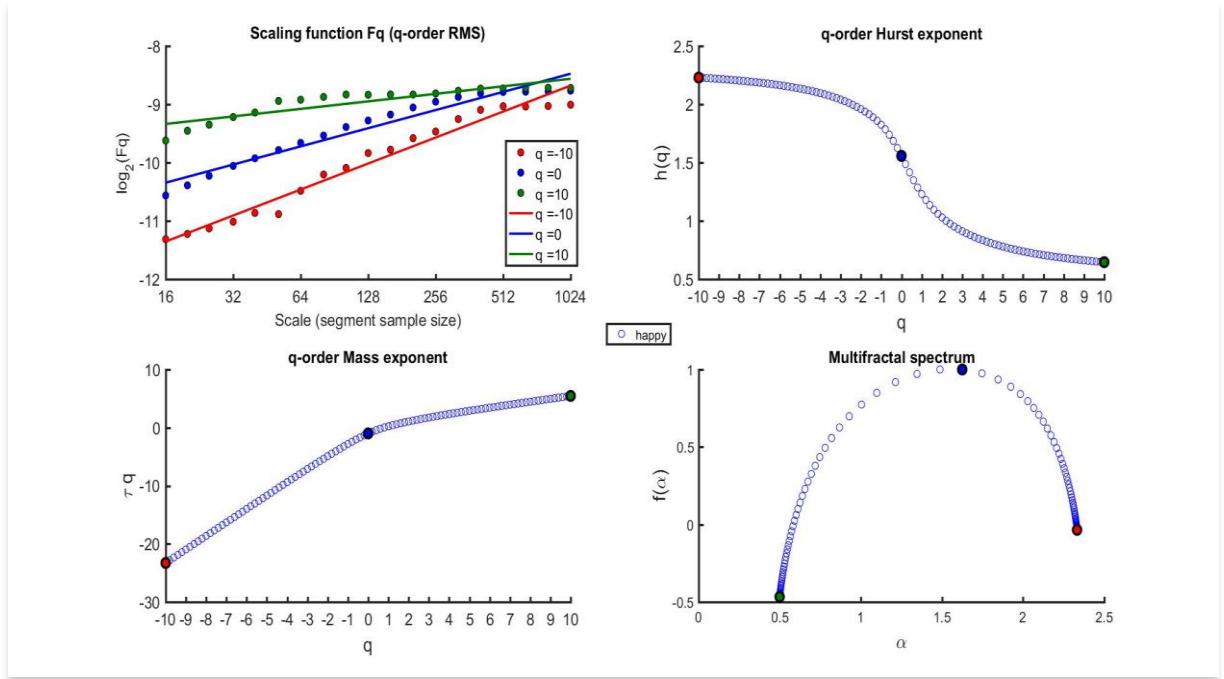 Scaling function Fq (q-order RMS)
-8
-9
-10
-11
-12
log2(Fq)
q =-10
q =0
q =10
q =-10
q =0
q =10
16 32 64 128 256 512 1024
Scale (segment sample size)
q-order Hurst exponent
2.5
2
1.5
1
0.5
h(q)
-10 -9 -8 -7 -6 -5 -4 -3 -2 -1 0 1 2 3 4 5 6 7 8 9 10
q
happy
q-order Mass exponent
10
0
-10
-20
-30
τ q
-10 -9 -8 -7 -6 -5 -4 -3 -2 -1 0 1 2 3 4 5 6 7 8 9 10
q
Multifractal spectrum
1
0.5
0
-0.5
f(α)
0 0.5 1 1.5 2 2.5
α